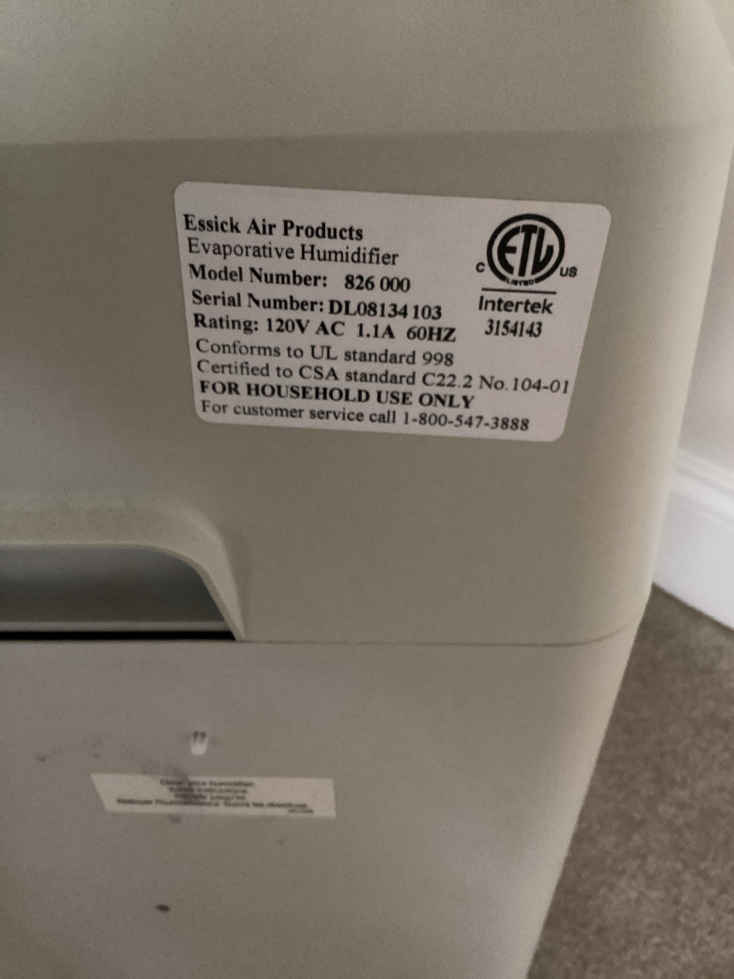 Essick Air Products
Evaporative Humidifier
Model Number: 826 000
Serial Number: DL08134103
Rating: 120V AC 1.1A 60HZ
Conforms to UL standard 998
Certified to CSA standard C22.2 No.104-01
FOR HOUSEHOLD USE ONLY
For customer service call 1-800-547-3888
ETL
LISTED
C US
Intertek
3154143